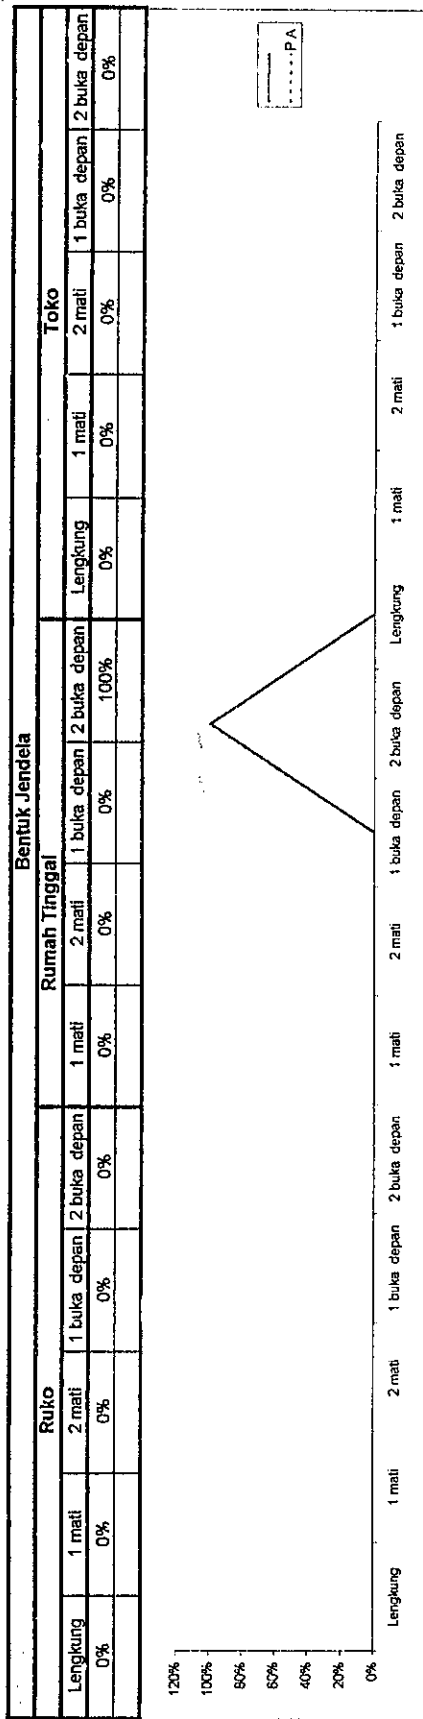 Bentuk Jendela
Ruko Rumah Tinggal Toko
Lengkung 1 mati 2 mati 1 buka depan 2 buka depan 1 mati 2 mati 1 buka depan 2 buka depan Lengkung 1 mati 2 mati 1 buka depan 2 buka depan
0% 0% 0% 0% 0% 0% 0% 0% 100% 0% 0% 0% 0% 0%
120%
100%
80%
60%
40%
20%
0%
Lengkung 1 mati 2 mati 1 buka depan 2 buka depan 1 mati 2 mati 1 buka depan 2 buka depan Lengkung 1 mati 2 mati 1 buka depan 2 buka depan
PA